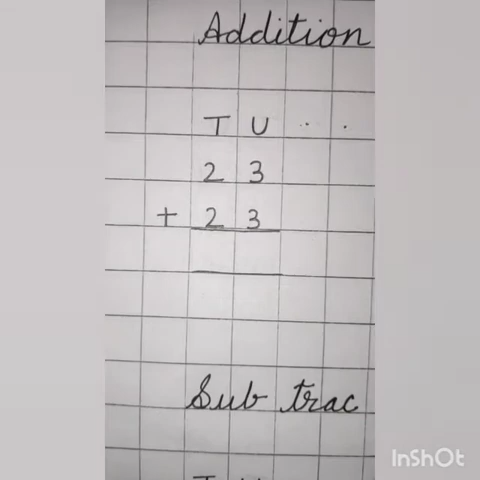 Addition
T U . .
2 3
+ 2 3
Sub trac
InShOt